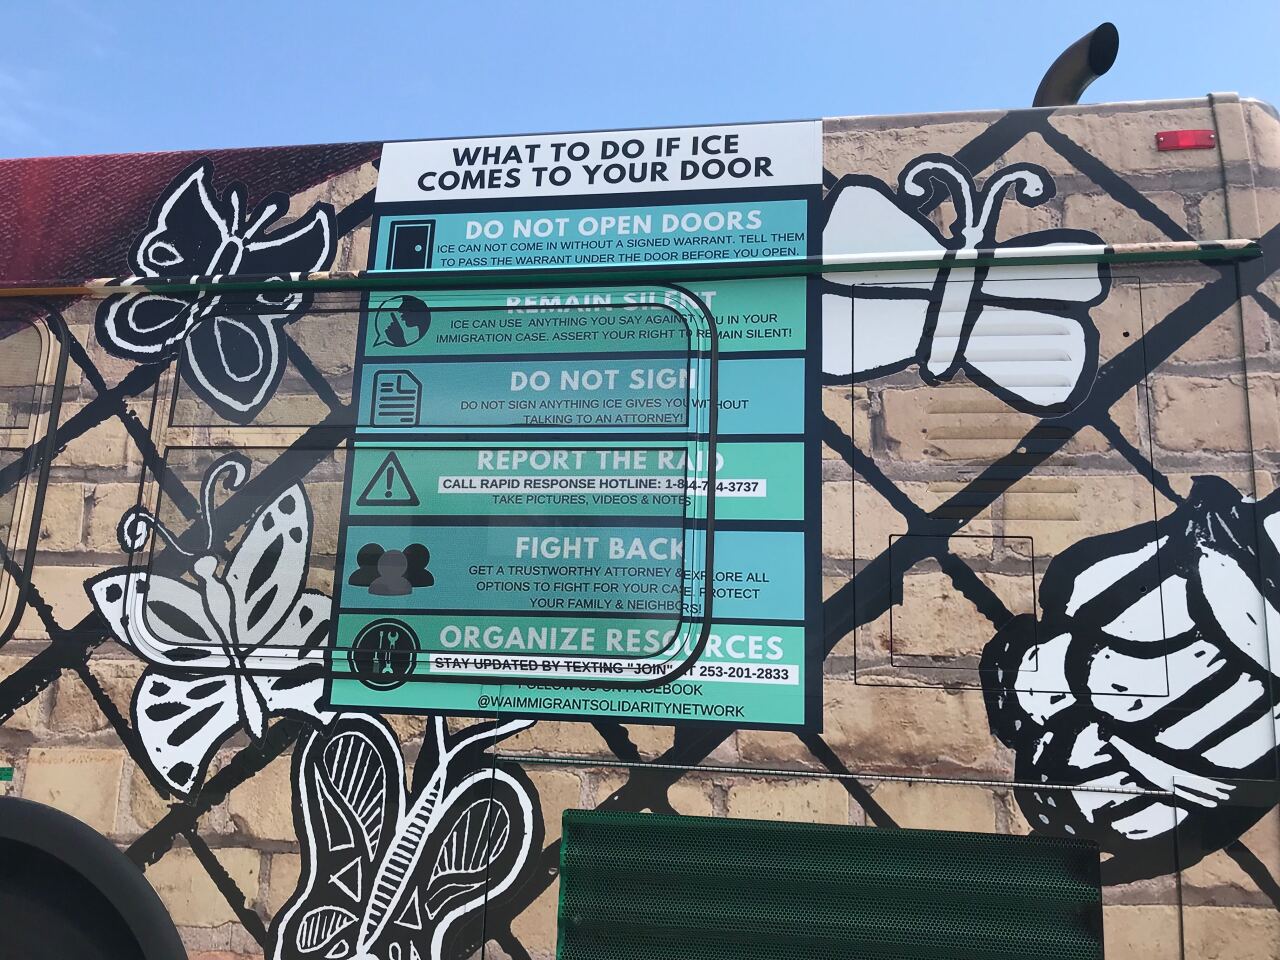 WHAT TO DO IF ICE
COMES TO YOUR DOOR
DO NOT OPEN DOORS
ICE CAN NOT COME IN WITHOUT A SIGNED WARRANT. TELL THEM
TO PASS THE WARRANT UNDER THE DOOR BEFORE YOU OPEN.
REMAIN SILENT
ICE CAN USE ANYTHING YOU SAY AGAINST YOU IN YOUR
IMMIGRATION CASE. ASSERT YOUR RIGHT TO REMAIN SILENT!
DO NOT SIGN
DO NOT SIGN ANYTHING ICE GIVES YOU WITHOUT
TALKING TO AN ATTORNEY!
REPORT THE RAID
CALL RAPID RESPONSE HOTLINE:
TAKE PICTURES, VIDEOS & NOTES
FIGHT BACK
GET A TRUSTWORTHY ATTORNEY & EXPLORE ALL
OPTIONS TO FIGHT FOR YOUR CASE. PROTECT
YOUR FAMILY & NEIGHBORS!
ORGANIZE RESOURCES
STAY UPDATED BY TEXTING "JOIN" AT 253-201-2833
FOLLOW US ON FACEBOOK
@WAIMMIGRANTSOLIDARITYNETWORK